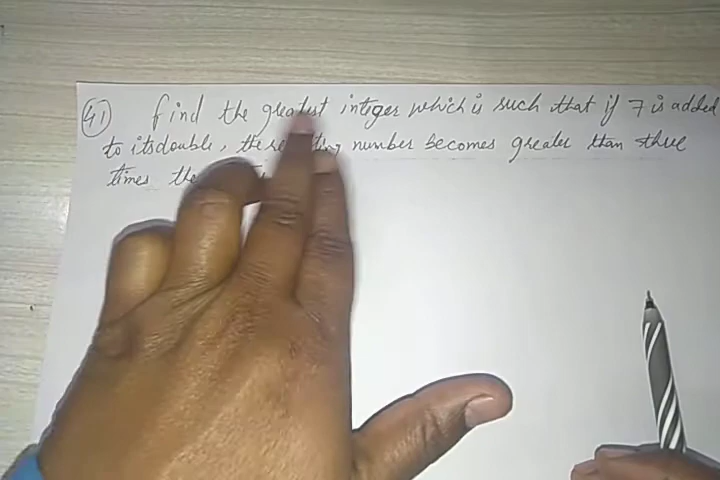 41 Find the greatest integer which is such that if 7 is added
to its double, the number becomes greater than three
times the